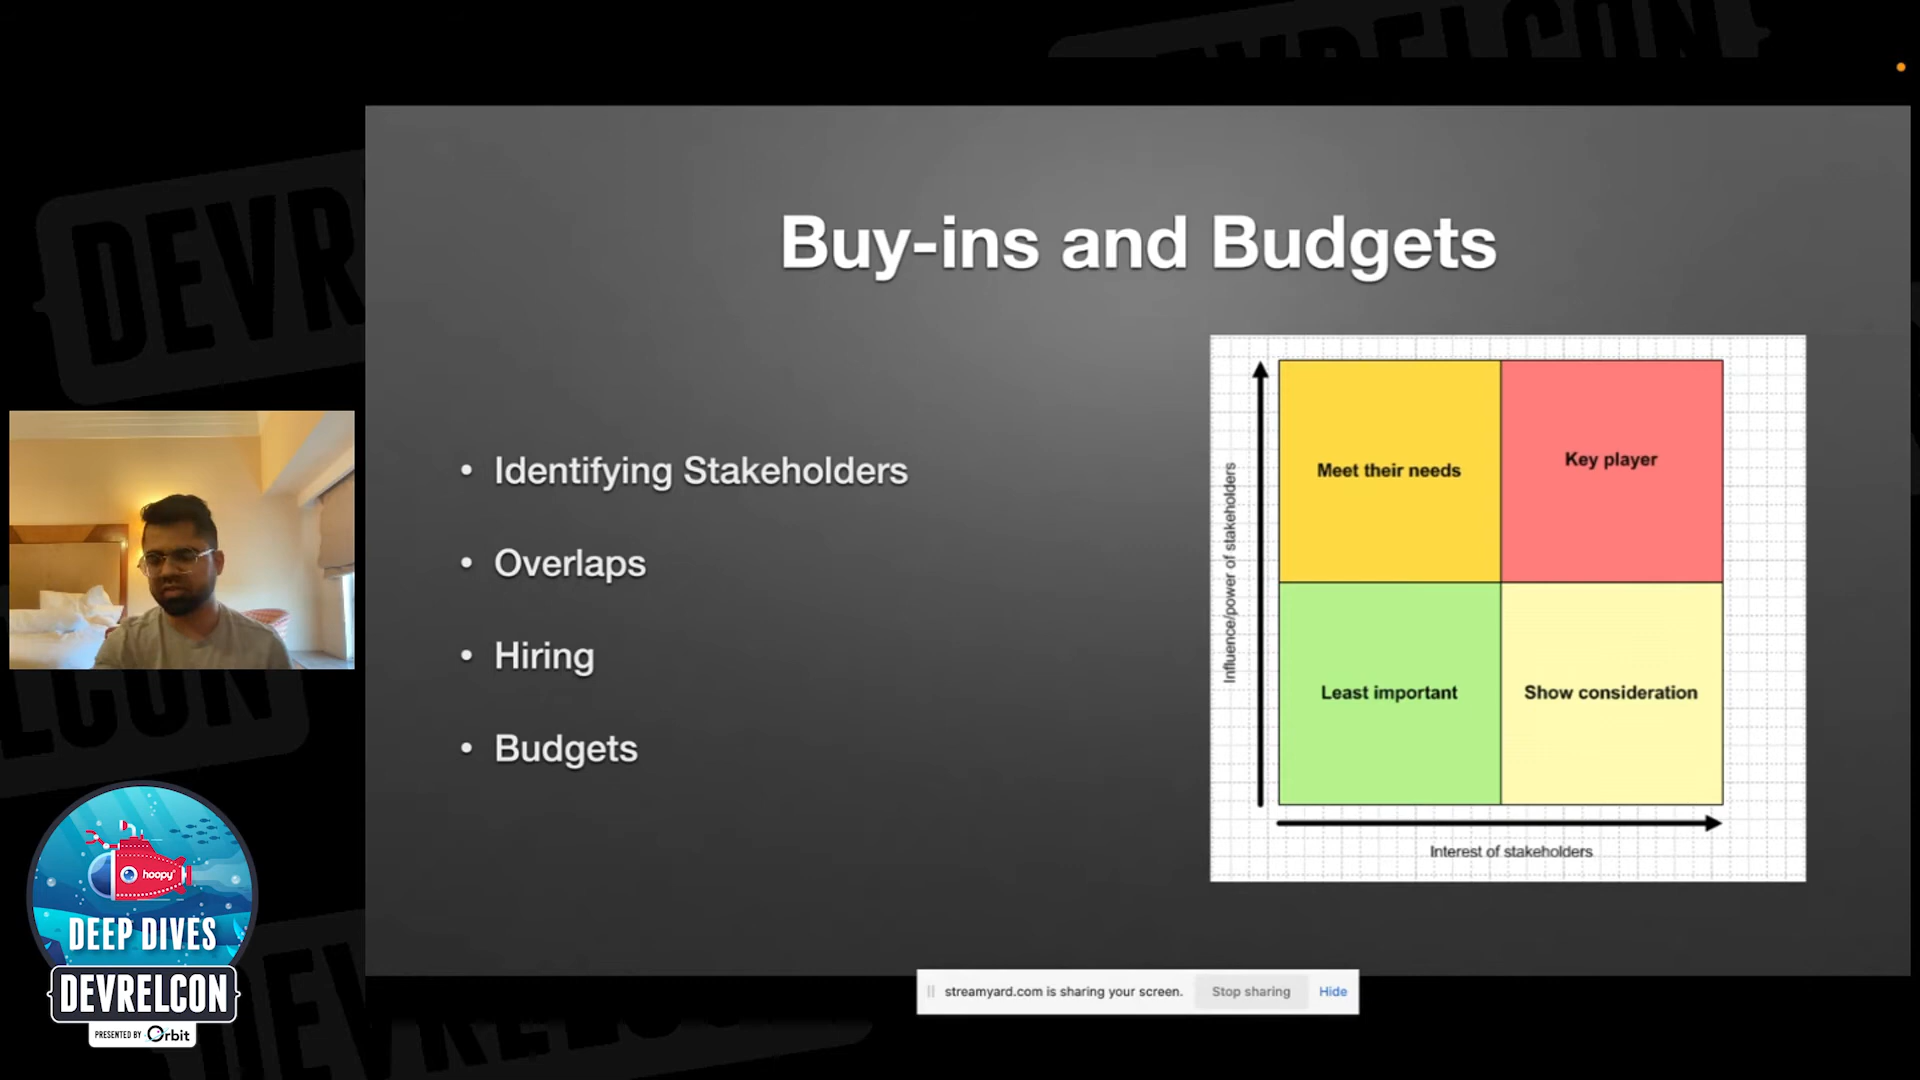 Buy-ins and Budgets
• Identifying Stakeholders
• Overlaps
• Hiring
• Budgets
Influence/power of stakeholders
Meet their needs
Key player
Least important
Show consideration
Interest of stakeholders
hoopy
DEEP DIVES
DEVRELCON
PRESENTED BY Orbit
streamyard.com is sharing your screen.
Stop sharing
Hide